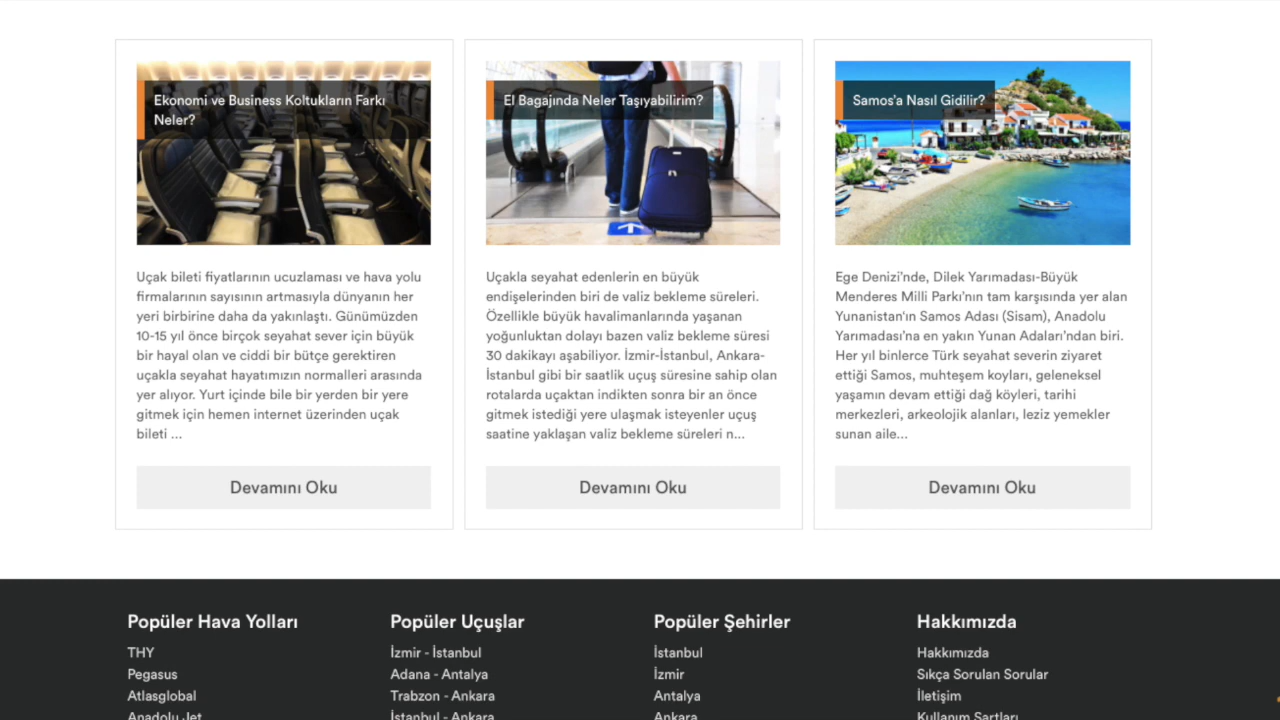 Ekonomi ve Business Koltukların Farkı
Neler?
Uçak bileti fiyatlarının ucuzlaması ve hava yolu
firmalarının sayısının artmasıyla dünyanın her
yeri birbirine daha da yakınlaştı. Günümüzden
10-15 yıl önce birçok seyahat sever için büyük
bir hayal olan ve ciddi bir bütçe gerektiren
uçakla seyahat hayatımızın normalleri arasında
yer alıyor. Yurt içinde bile bir yerden bir yere
gitmek için hemen internet üzerinden uçak
bileti ...
Devamını Oku
El Bagajında Neler Taşıyabilirim?
Uçakla seyahat edenlerin en büyük
endişelerinden biri de valiz bekleme süreleri.
Özellikle büyük havalimanlarında yaşanan
yoğunluktan dolayı bazen valiz bekleme süresi
30 dakikayı aşabiliyor. İzmir-İstanbul, Ankara-
İstanbul gibi bir saatlik uçuş süresine sahip olan
rotalarda uçaktan indikten sonra bir an önce
gitmek istediği yere ulaşmak isteyenler uçuş
saatine yaklaşan valiz bekleme süreleri n...
Devamını Oku
Samos'a Nasıl Gidilir?
Ege Denizi'nde, Dilek Yarımadası-Büyük
Menderes Milli Parkı'nın tam karşısında yer alan
Yunanistan'ın Samos Adası (Sisam), Anadolu
Yarımadası'na en yakın Yunan Adaları'ndan biri.
Her yıl binlerce Türk seyahat severin ziyaret
ettiği Samos, muhteşem koyları, geleneksel
yaşamın devam ettiği dağ köyleri, tarihi
merkezleri, arkeolojik alanları, leziz yemekler
sunan aile...
Devamını Oku
Popüler Hava Yolları
THY
Pegasus
Atlasglobal
Anadolu Jet
Popüler Uçuşlar
İzmir - İstanbul
Adana - Antalya
Trabzon - Ankara
İstanbul - Ankara
Popüler Şehirler
İstanbul
İzmir
Antalya
Ankara
Hakkımızda
Hakkımızda
Sıkça Sorulan Sorular
İletişim
Kullanım Şartları